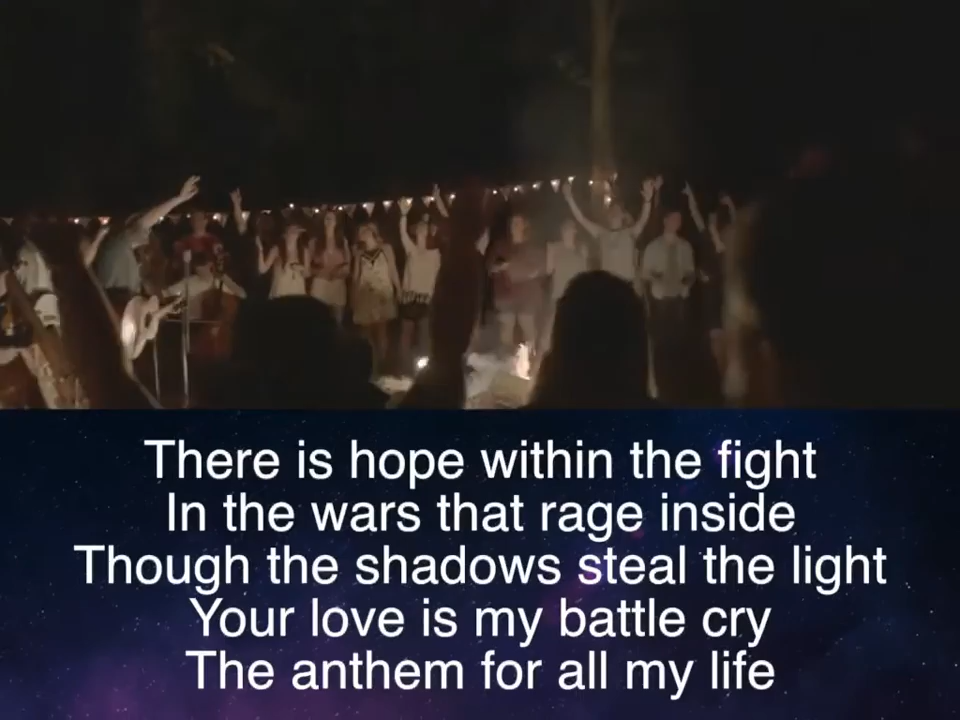 There is hope within the fight
In the wars that rage inside
Though the shadows steal the light
Your love is my battle cry
The anthem for all my life